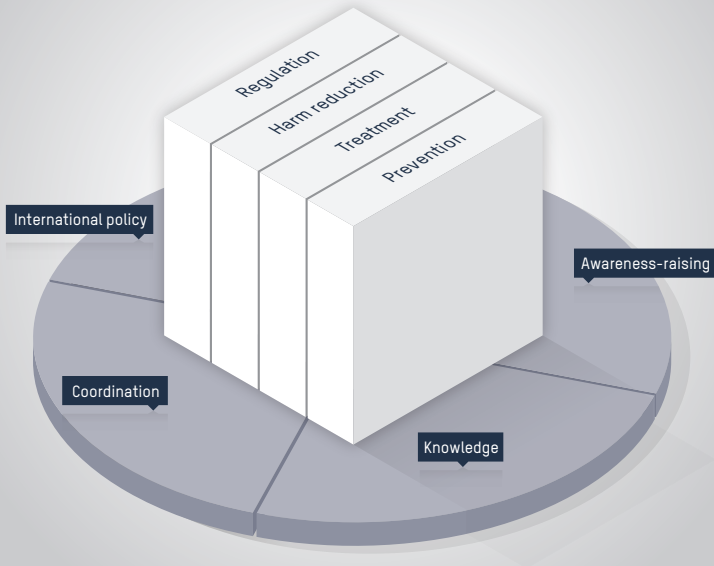 Regulation
Harm reduction
Treatment
Prevention
International policy
Awareness-raising
Coordination
Knowledge